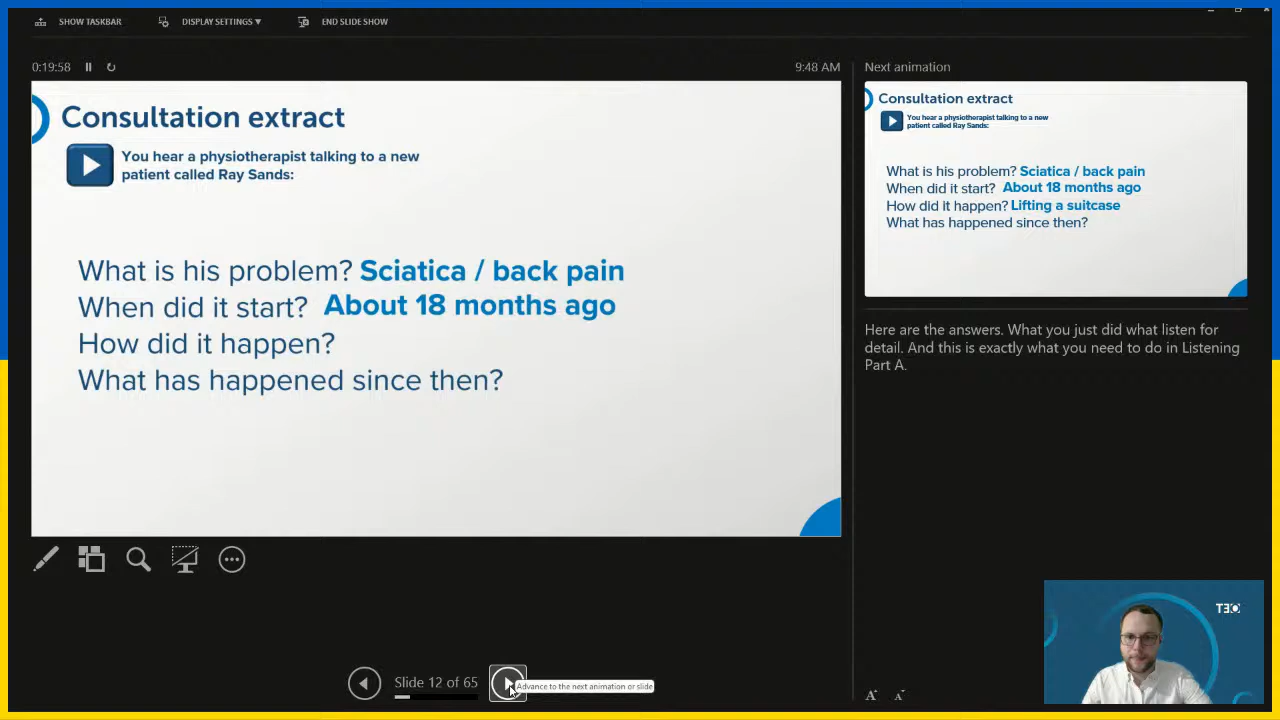 SHOW TASKBAR
DISPLAY SETTINGS ▼
END SLIDE SHOW
0:19:58
9:48 AM
Consultation extract
You hear a physiotherapist talking to a new
patient called Ray Sands:
What is his problem? Sciatica / back pain
When did it start? About 18 months ago
How did it happen?
What has happened since then?
Next animation
Consultation extract
You hear a physiotherapist talking to a new
patient called Ray Sands:
What is his problem? Sciatica / back pain
When did it start? About 18 months ago
How did it happen? Lifting a suitcase
What has happened since then?
Here are the answers. What you just did what listen for
detail. And this is exactly what you need to do in Listening
Part A.
Slide 12 of 65
Advance to the next animation or slide
A A